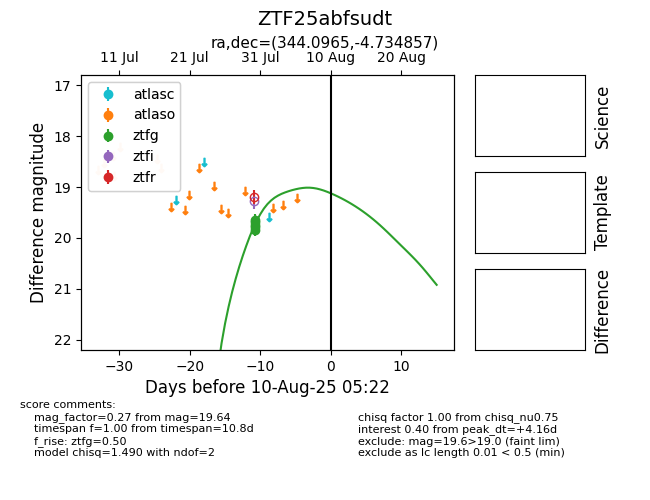 ZTF25abfsudt
ra,dec=(344.0965,-4.734857)
11 Jul 21 Jul 31 Jul 10 Aug 20 Aug
17
18
19
20
21
22
Difference magnitude
atlasc
atlaso
ztfg
ztfi
ztfr
−30 −20 −10 0 10
Days before 10-Aug-25 05:22
Science
Template
Difference
score comments:
mag_factor=0.27 from mag=19.64
timespan f=1.00 from timespan=10.8d
f_rise: ztfg=0.50
model chisq=1.490 with ndof=2
chisq factor 1.00 from chisq_nu0.75
interest 0.40 from peak_dt=+4.16d
exclude: mag=19.6>19.0 (faint lim)
exclude as lc length 0.01 < 0.5 (min)